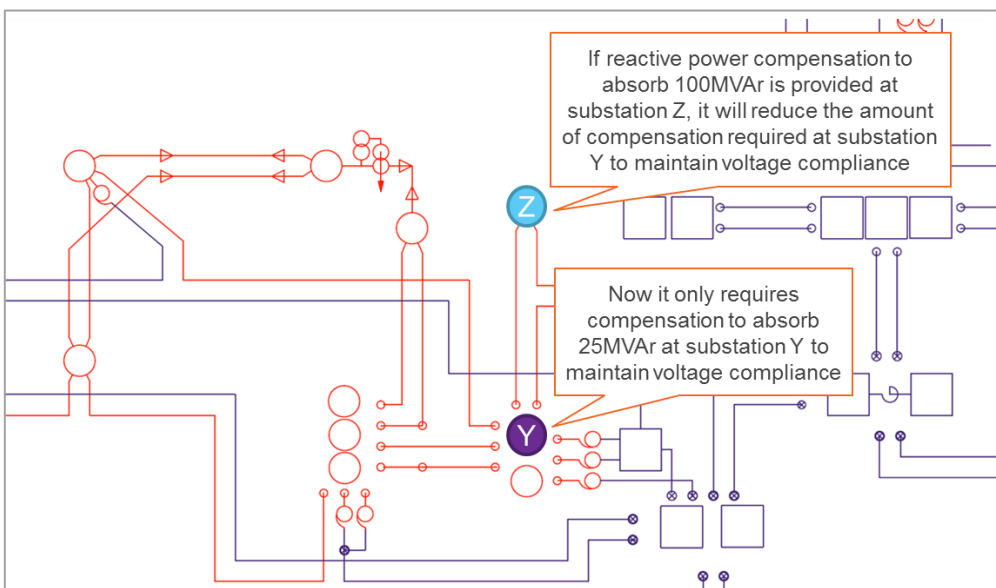 If reactive power compensation to
absorb 100MVAr is provided at
substation Z, it will reduce the amount
of compensation required at substation
Y to maintain voltage compliance
Z
Now it only requires
compensation to absorb
25MVAr at substation Y to
maintain voltage compliance
Y